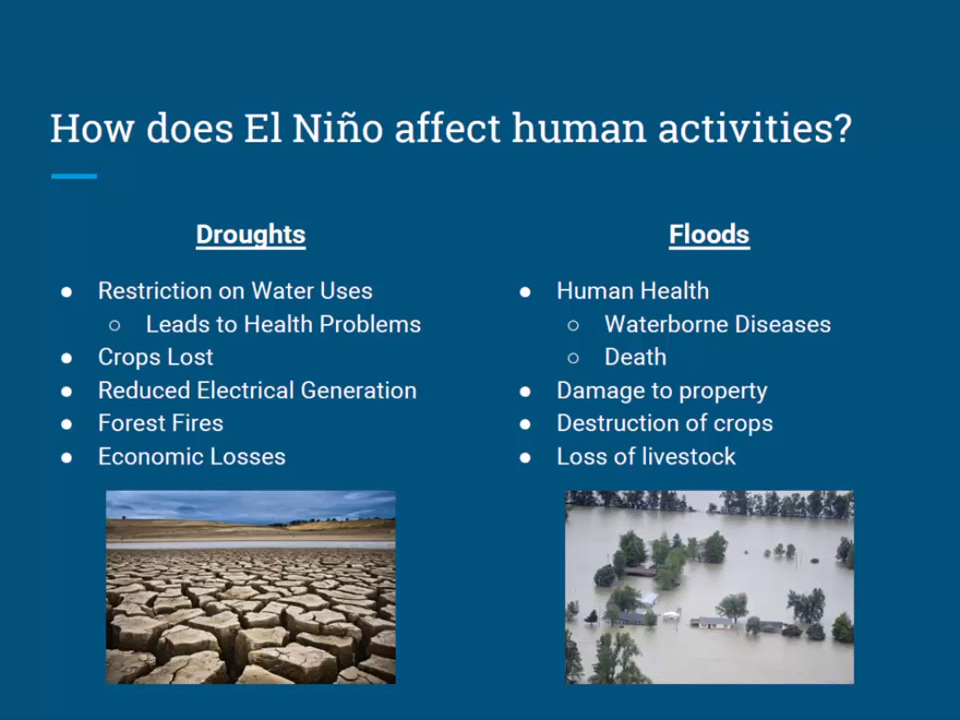 How does El Niño affect human activities?
Droughts
● Restriction on Water Uses
○ Leads to Health Problems
● Crops Lost
● Reduced Electrical Generation
● Forest Fires
● Economic Losses
Floods
● Human Health
○ Waterborne Diseases
○ Death
● Damage to property
● Destruction of crops
● Loss of livestock